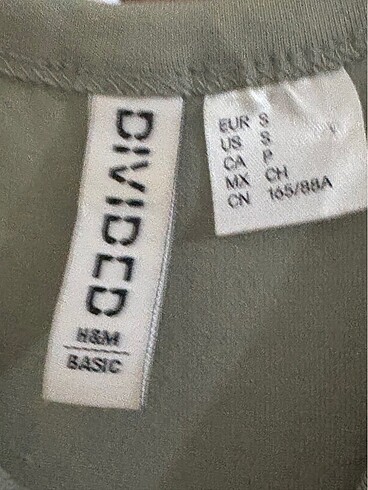 DIVIDED
H&M
BASIC
EUR S
US S
CA P
MX CH
CN 165/88A